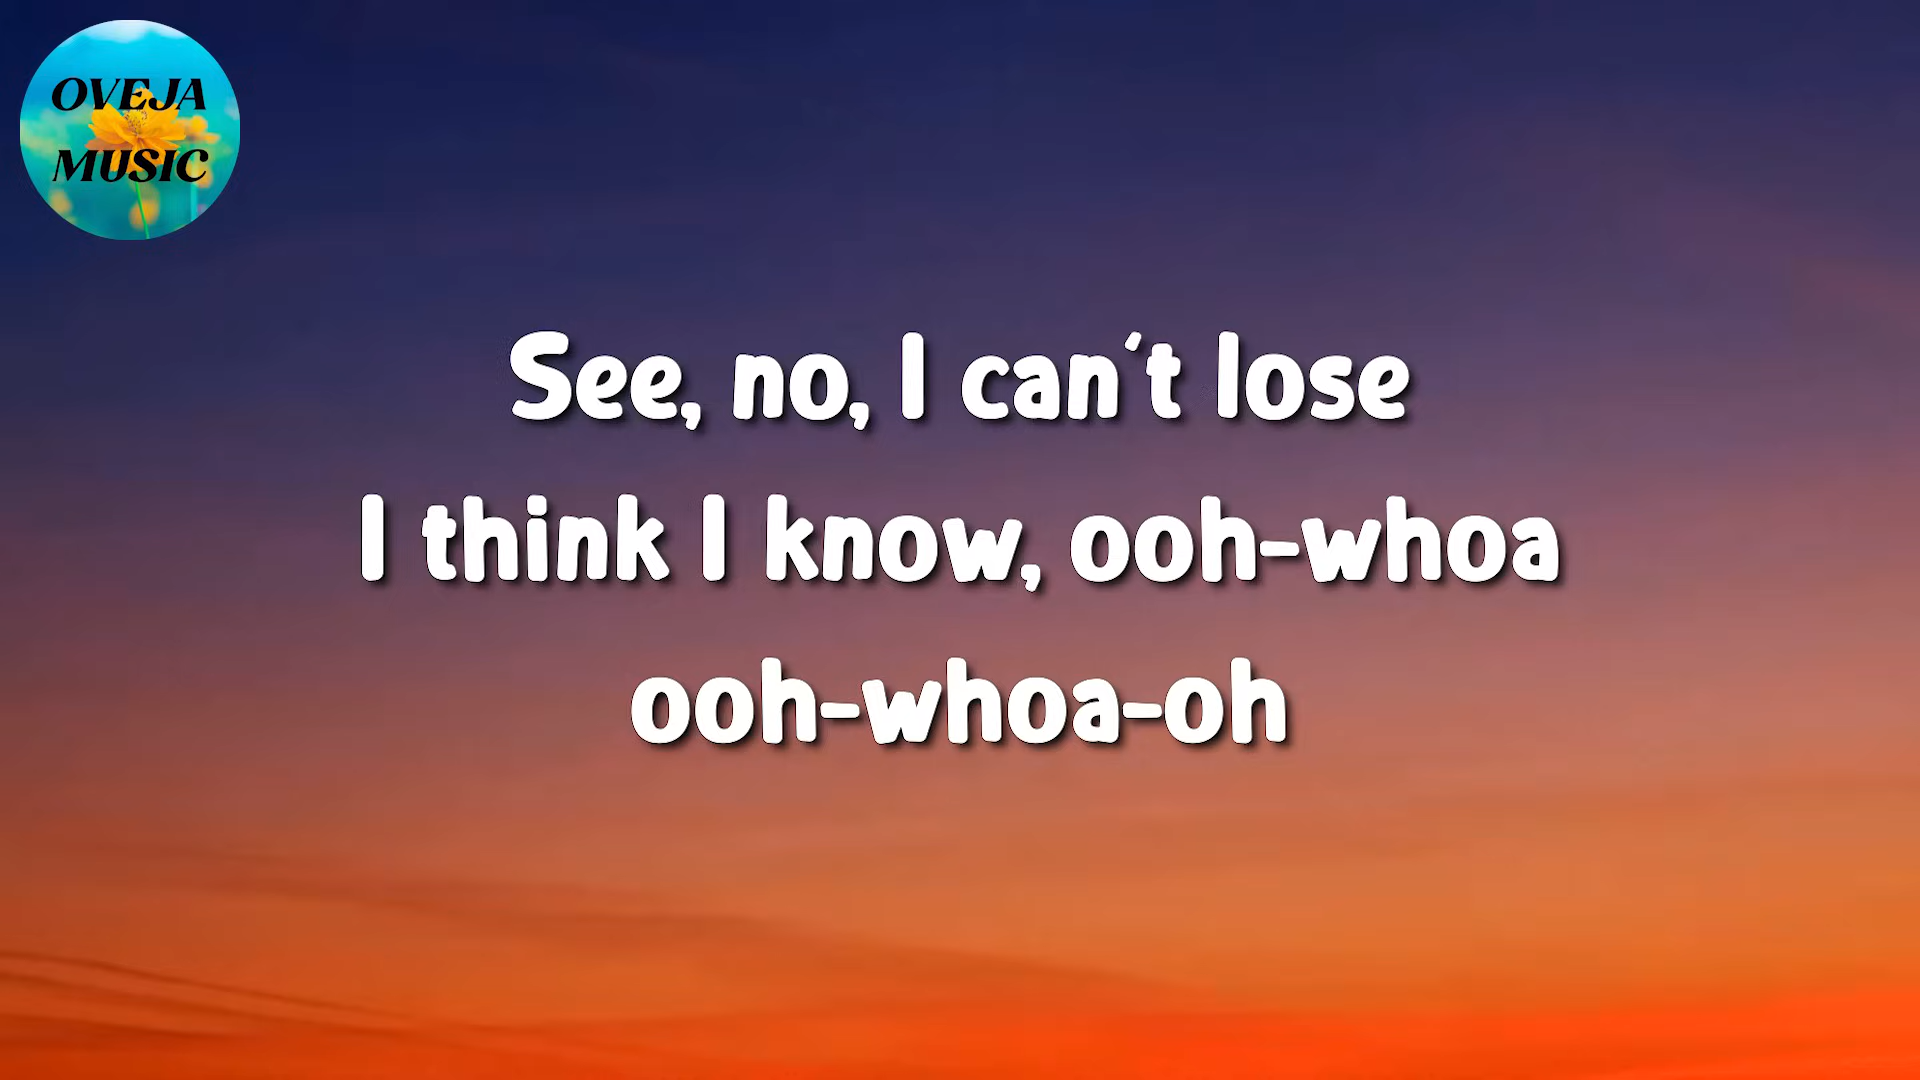 OVEJA
MUSIC
See, no, I can't lose
I think I know, ooh-whoa
ooh-whoa-oh